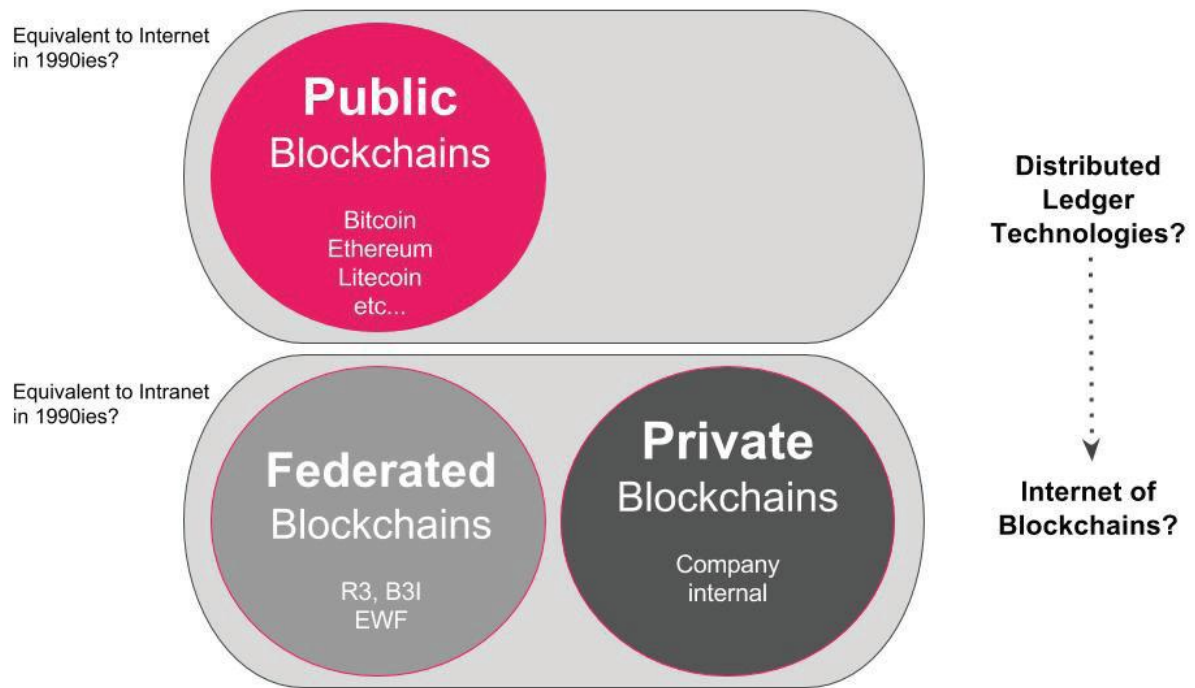 Equivalent to Internet
in 1990ies?
Public
Blockchains
Bitcoin
Ethereum
Litecoin
etc...
Distributed
Ledger
Technologies?
Equivalent to Intranet
in 1990ies?
Federated
Blockchains
R3, B3I
EWF
Private
Blockchains
Company
internal
Internet of
Blockchains?